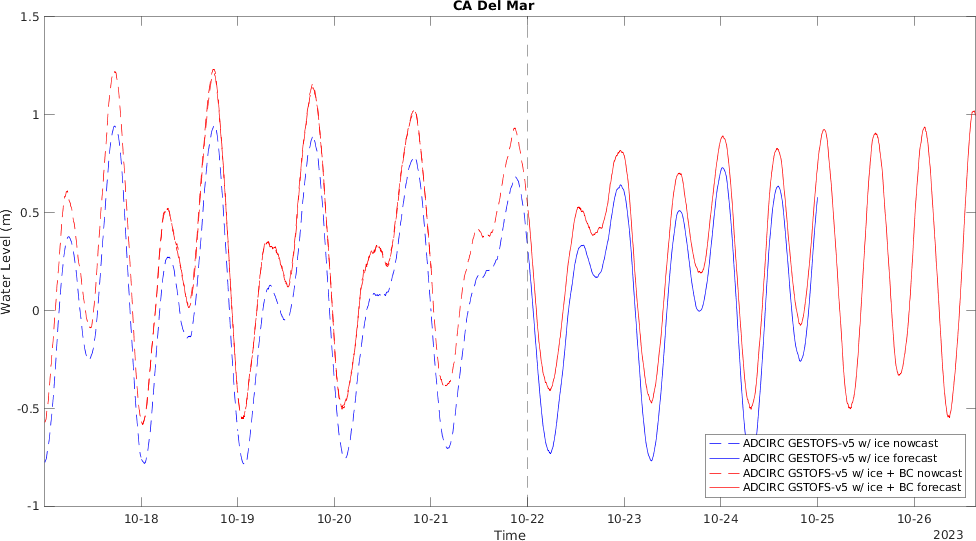 CA Del Mar
1.5
1
0.5
0
-0.5
-1
Water Level (m)
10-18 10-19 10-20 10-21 10-22 10-23 10-24 10-25 10-26
Time
2023
ADCIRC GESTOFS-v5 w/ ice nowcast
ADCIRC GESTOFS-v5 w/ ice forecast
ADCIRC GSTOFS-v5 w/ ice + BC nowcast
ADCIRC GSTOFS-v5 w/ ice + BC forecast